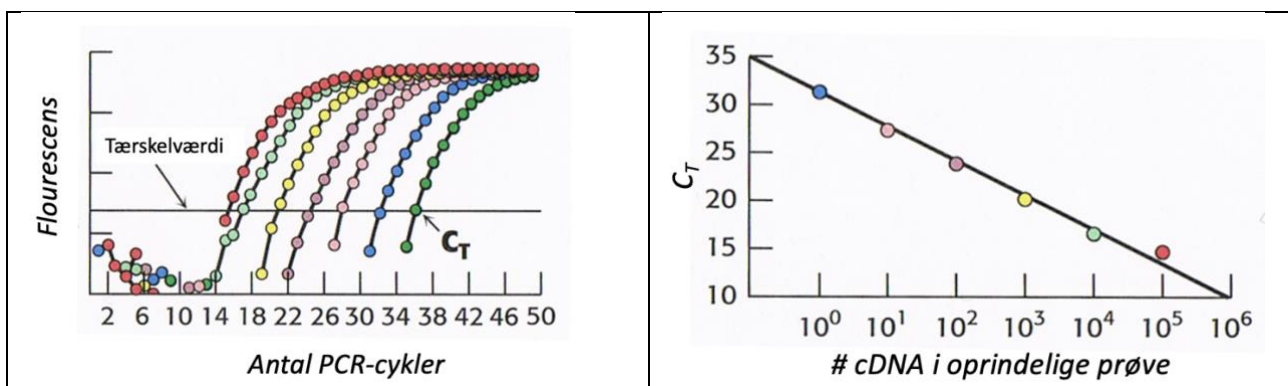 Flourescens
Tærskelværdi
C_T
2 6 10 14 18 22 26 30 34 38 42 46 50
Antal PCR-cykler
C_T
35
30
25
20
15
10
10^0 10^1 10^2 10^3 10^4 10^5 10^6
# cDNA i oprindelige prøve